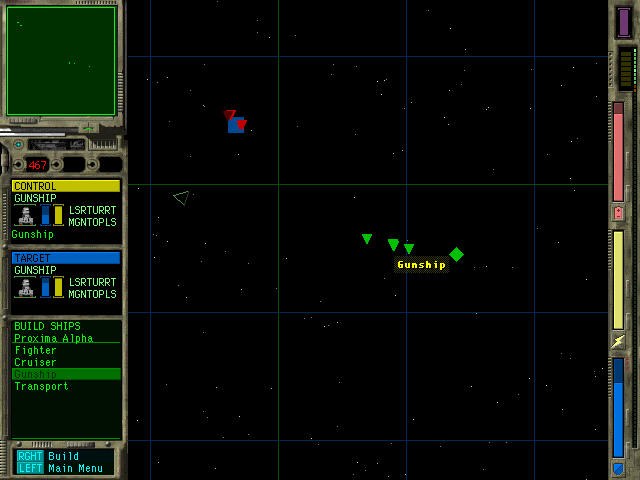 467
CONTROL
GUNSHIP
LSRTURRT
MGNTOPLS
Gunship
TARGET
GUNSHIP
LSRTURRT
MGNTOPLS
BUILD SHIPS
Proxima Alpha
Fighter
Cruiser
Gunship
Transport
RGHT Build
LEFT Main Menu
Gunship